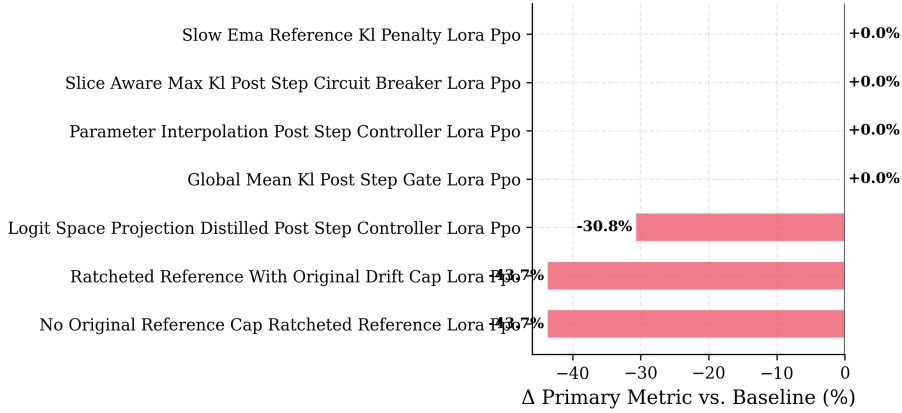 Slow Ema Reference Kl Penalty Lora Ppo
+0.0%
Slice Aware Max Kl Post Step Circuit Breaker Lora Ppo
+0.0%
Parameter Interpolation Post Step Controller Lora Ppo
+0.0%
Global Mean Kl Post Step Gate Lora Ppo
+0.0%
Logit Space Projection Distilled Post Step Controller Lora Ppo
-30.8%
Ratcheted Reference With Original Drift Cap Lora Ppo
-43.7%
No Original Reference Cap Ratcheted Reference Lora Ppo
-43.7%
−40 −30 −20 −10 0
Δ Primary Metric vs. Baseline (%)